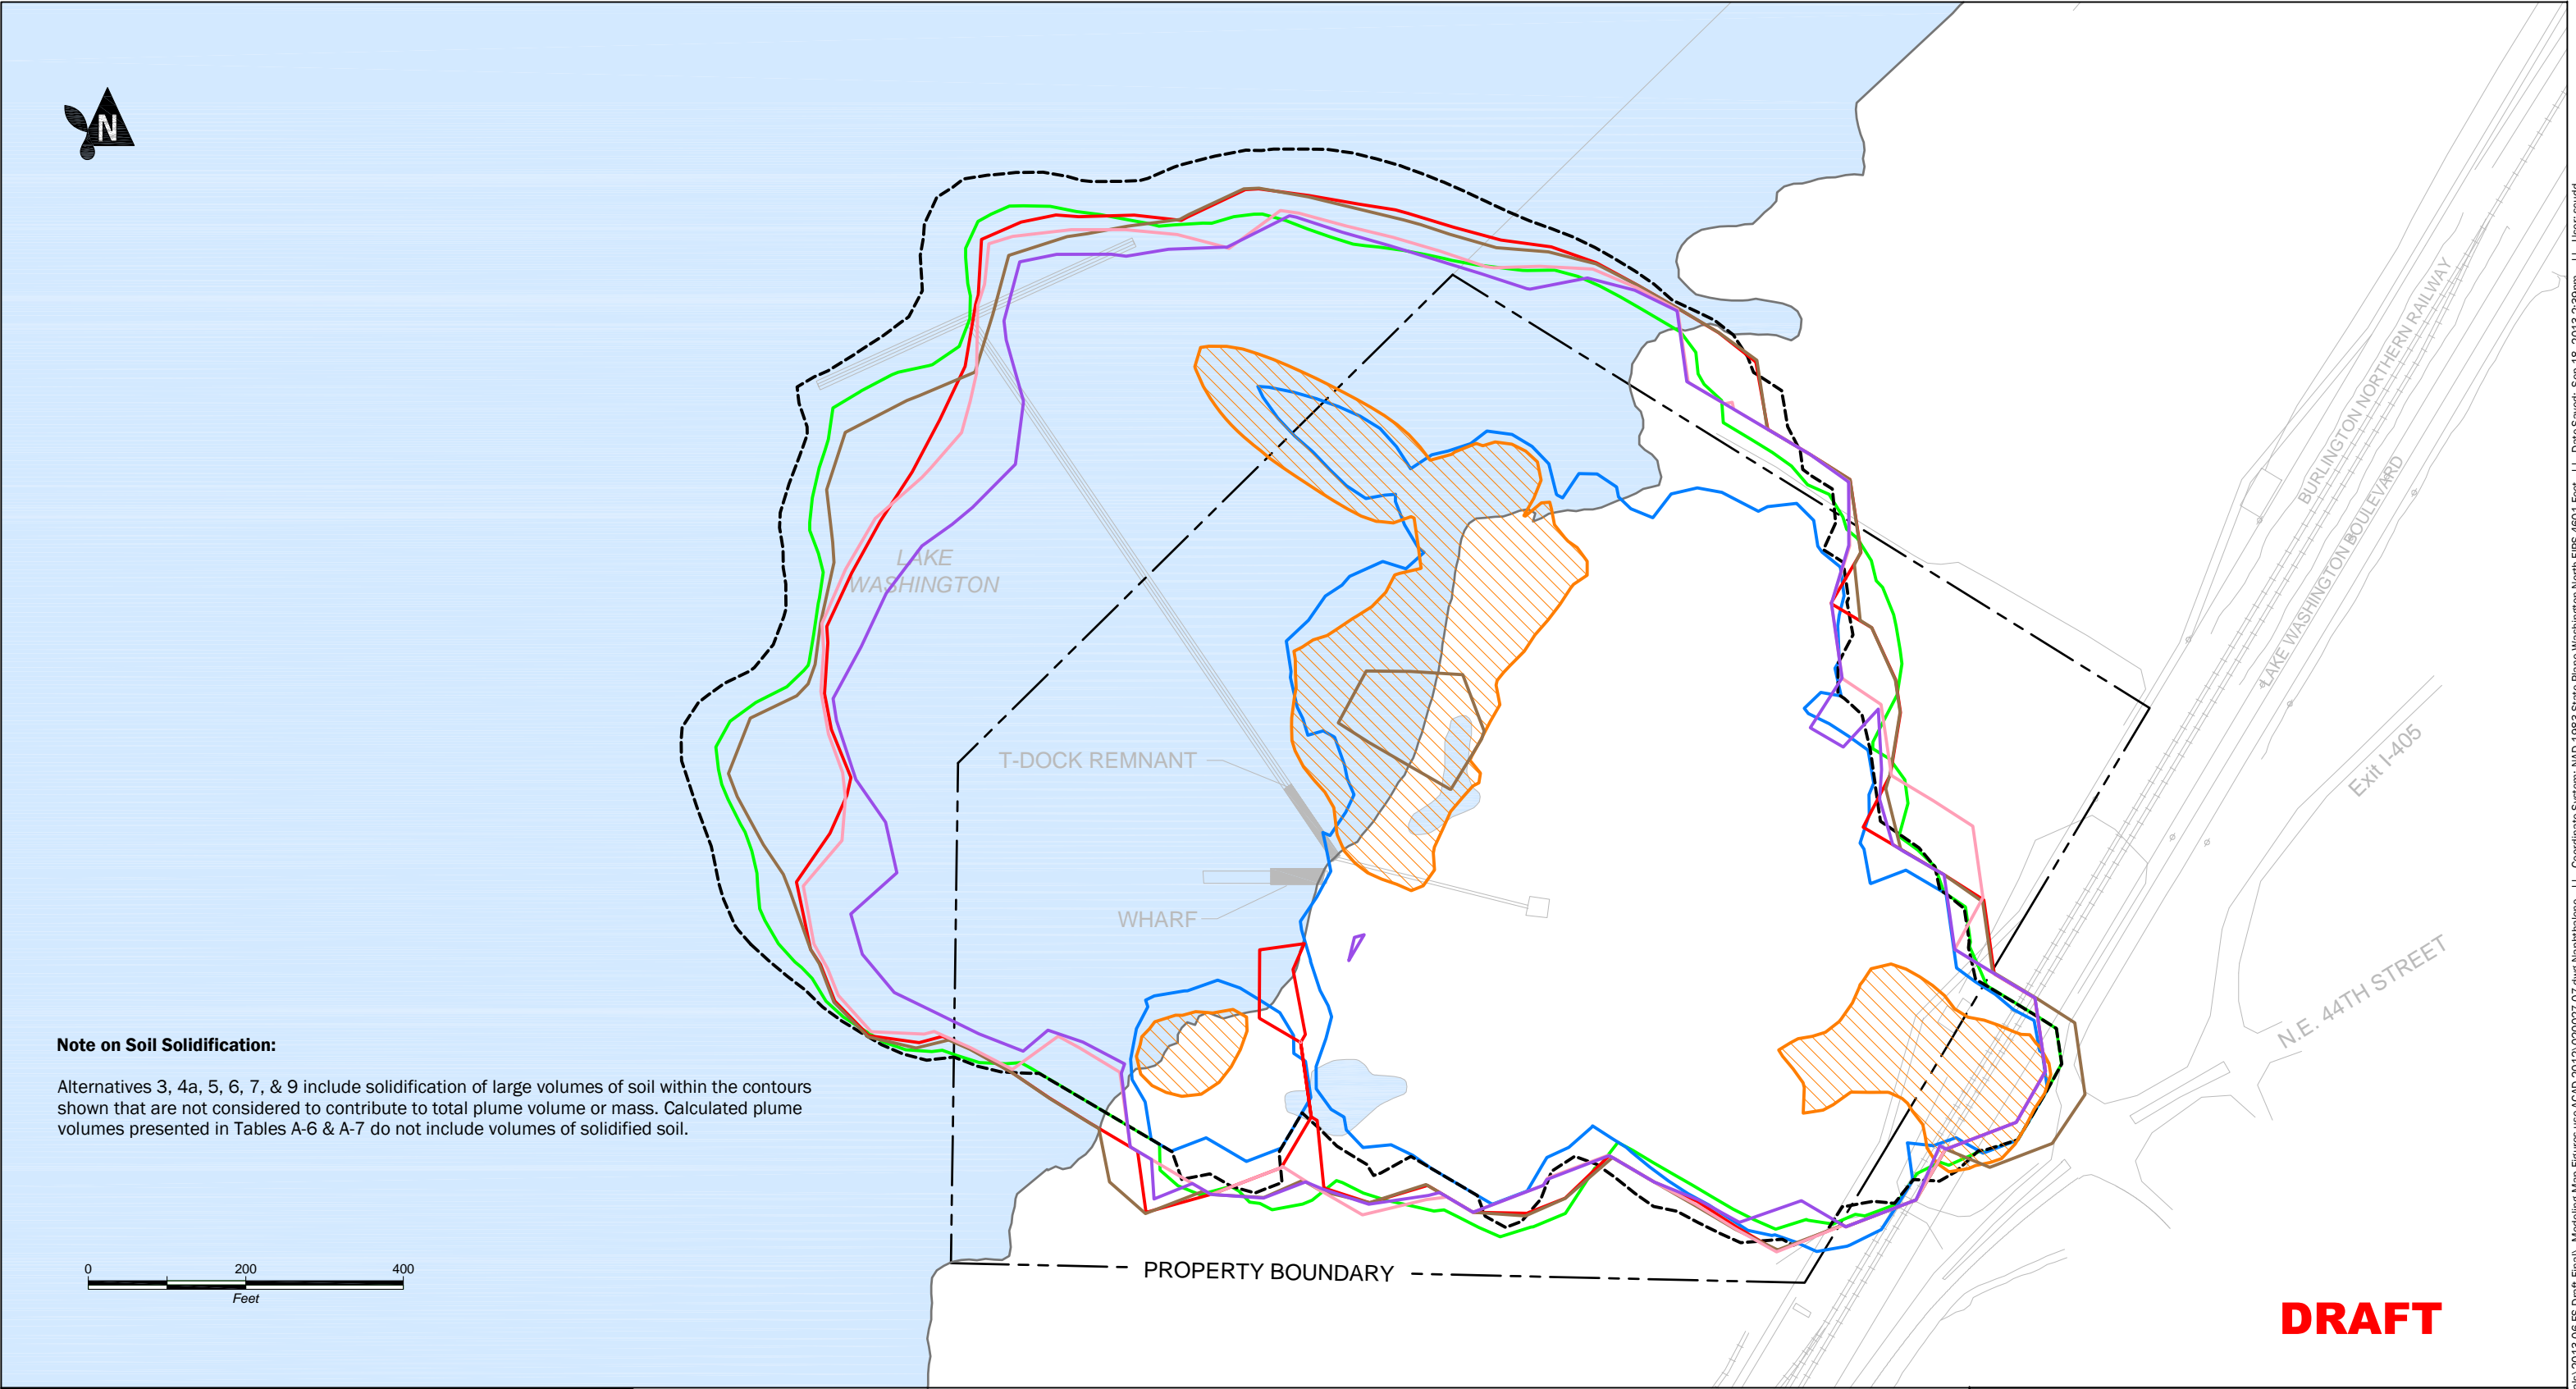 N
BURLINGTON NORTHERN RAILWAY
LAKE WASHINGTON BOULEVARD
LAKE
WASHINGTON
Exit I-405
T-DOCK REMNANT
WHARF
N.E. 44TH STREET
Note on Soil Solidification:
Alternatives 3, 4a, 5, 6, 7, & 9 include solidification of large volumes of soil within the contours
shown that are not considered to contribute to total plume volume or mass. Calculated plume
volumes presented in Tables A-6 & A-7 do not include volumes of solidified soil.
PROPERTY BOUNDARY
0 200 400
Feet
DRAFT